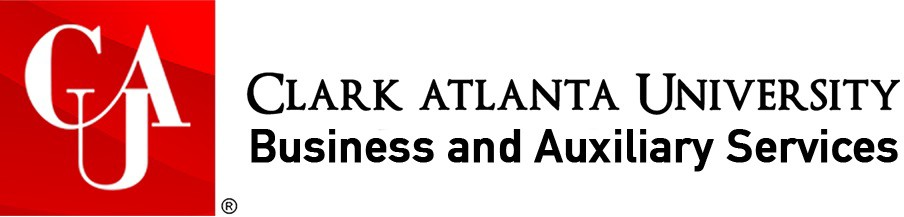 CAU
CLARK ATLANTA UNIVERSITY
Business and Auxiliary Services
®